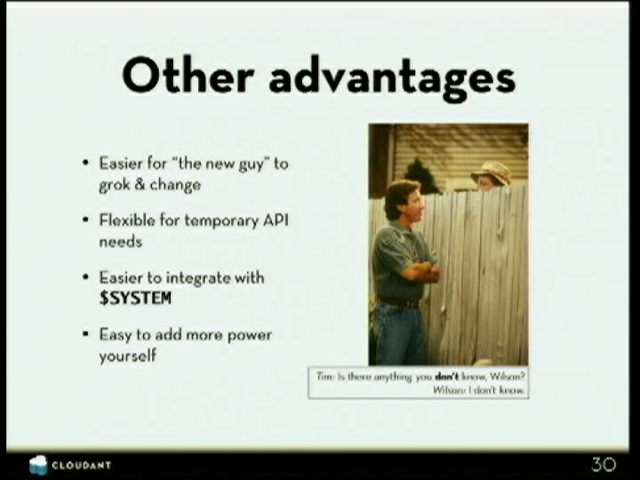 Other advantages
• Easier for “the new guy” to
grok & change
• Flexible for temporary API
needs
• Easier to integrate with
$SYSTEM
• Easy to add more power
yourself
Tim: Is there anything you don't know, Wilson?
Wilson: I don't know.
CLOUDANT
30